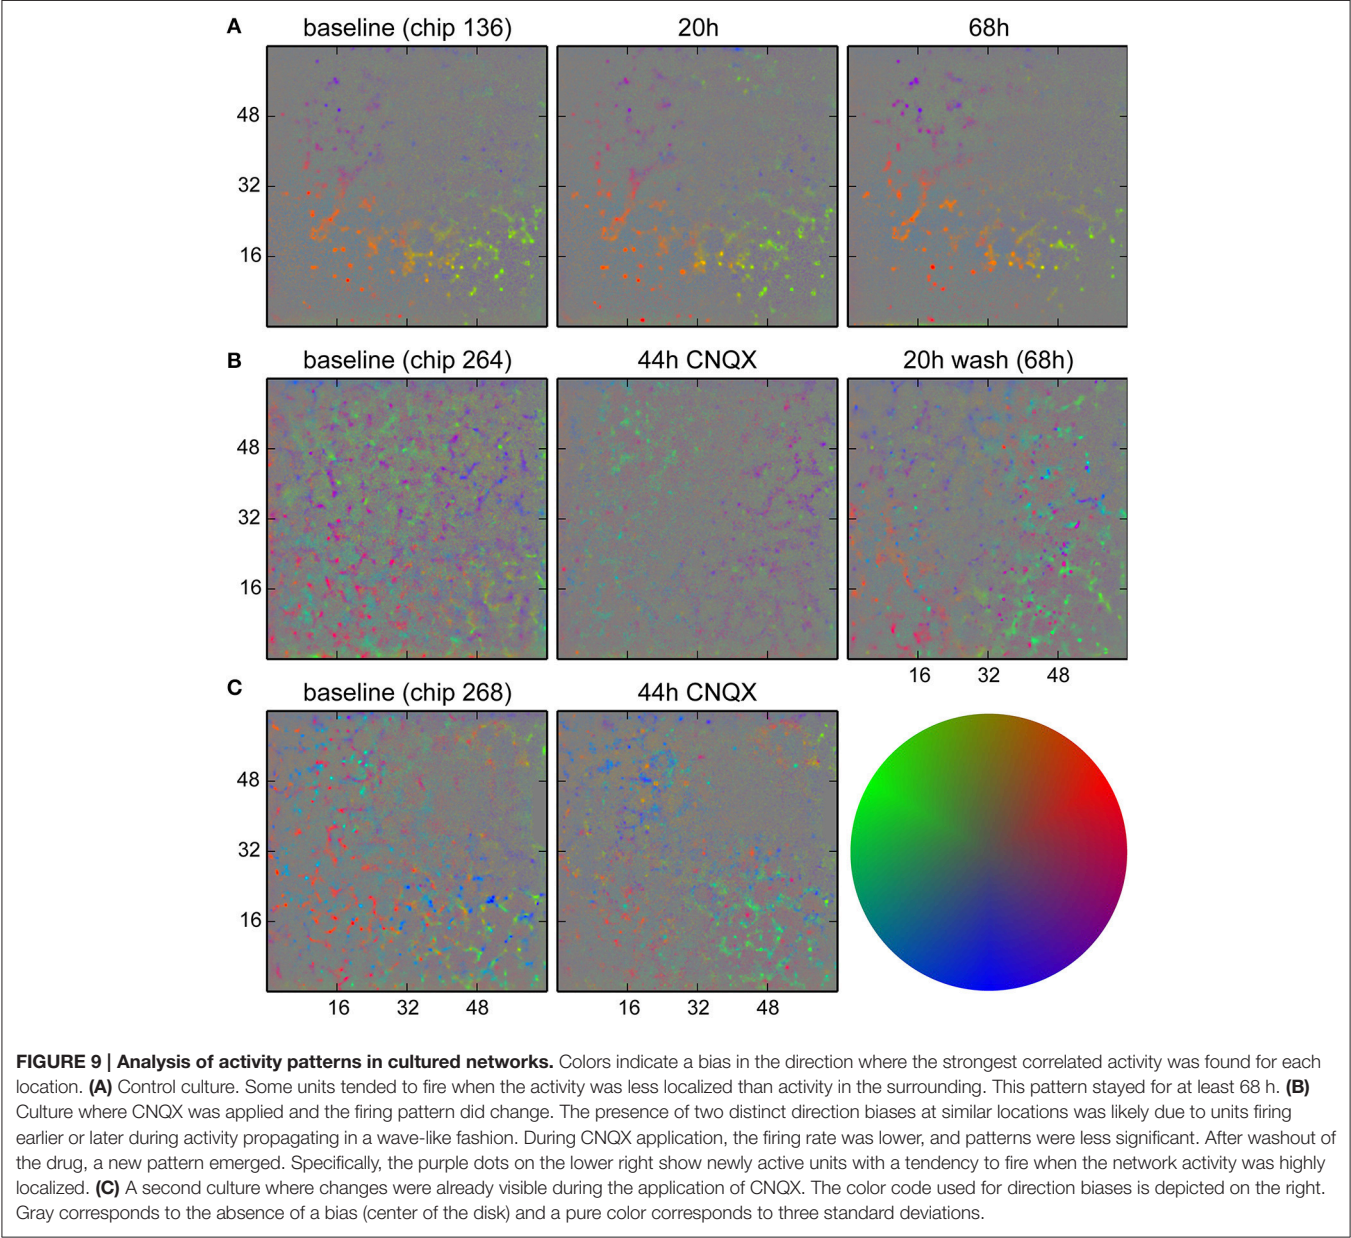 A baseline (chip 136) 20h 68h
48
32
16
B baseline (chip 264) 44h CNQX 20h wash (68h)
48
32
16
16 32 48
C baseline (chip 268) 44h CNQX
48
32
16
16 32 48 16 32 48
FIGURE 9 | Analysis of activity patterns in cultured networks. Colors indicate a bias in the direction where the strongest correlated activity was found for each
location. (A) Control culture. Some units tended to fire when the activity was less localized than activity in the surrounding. This pattern stayed for at least 68 h. (B)
Culture where CNQX was applied and the firing pattern did change. The presence of two distinct direction biases at similar locations was likely due to units firing
earlier or later during activity propagating in a wave-like fashion. During CNQX application, the firing rate was lower, and patterns were less significant. After washout of
the drug, a new pattern emerged. Specifically, the purple dots on the lower right show newly active units with a tendency to fire when the network activity was highly
localized. (C) A second culture where changes were already visible during the application of CNQX. The color code used for direction biases is depicted on the right.
Gray corresponds to the absence of a bias (center of the disk) and a pure color corresponds to three standard deviations.